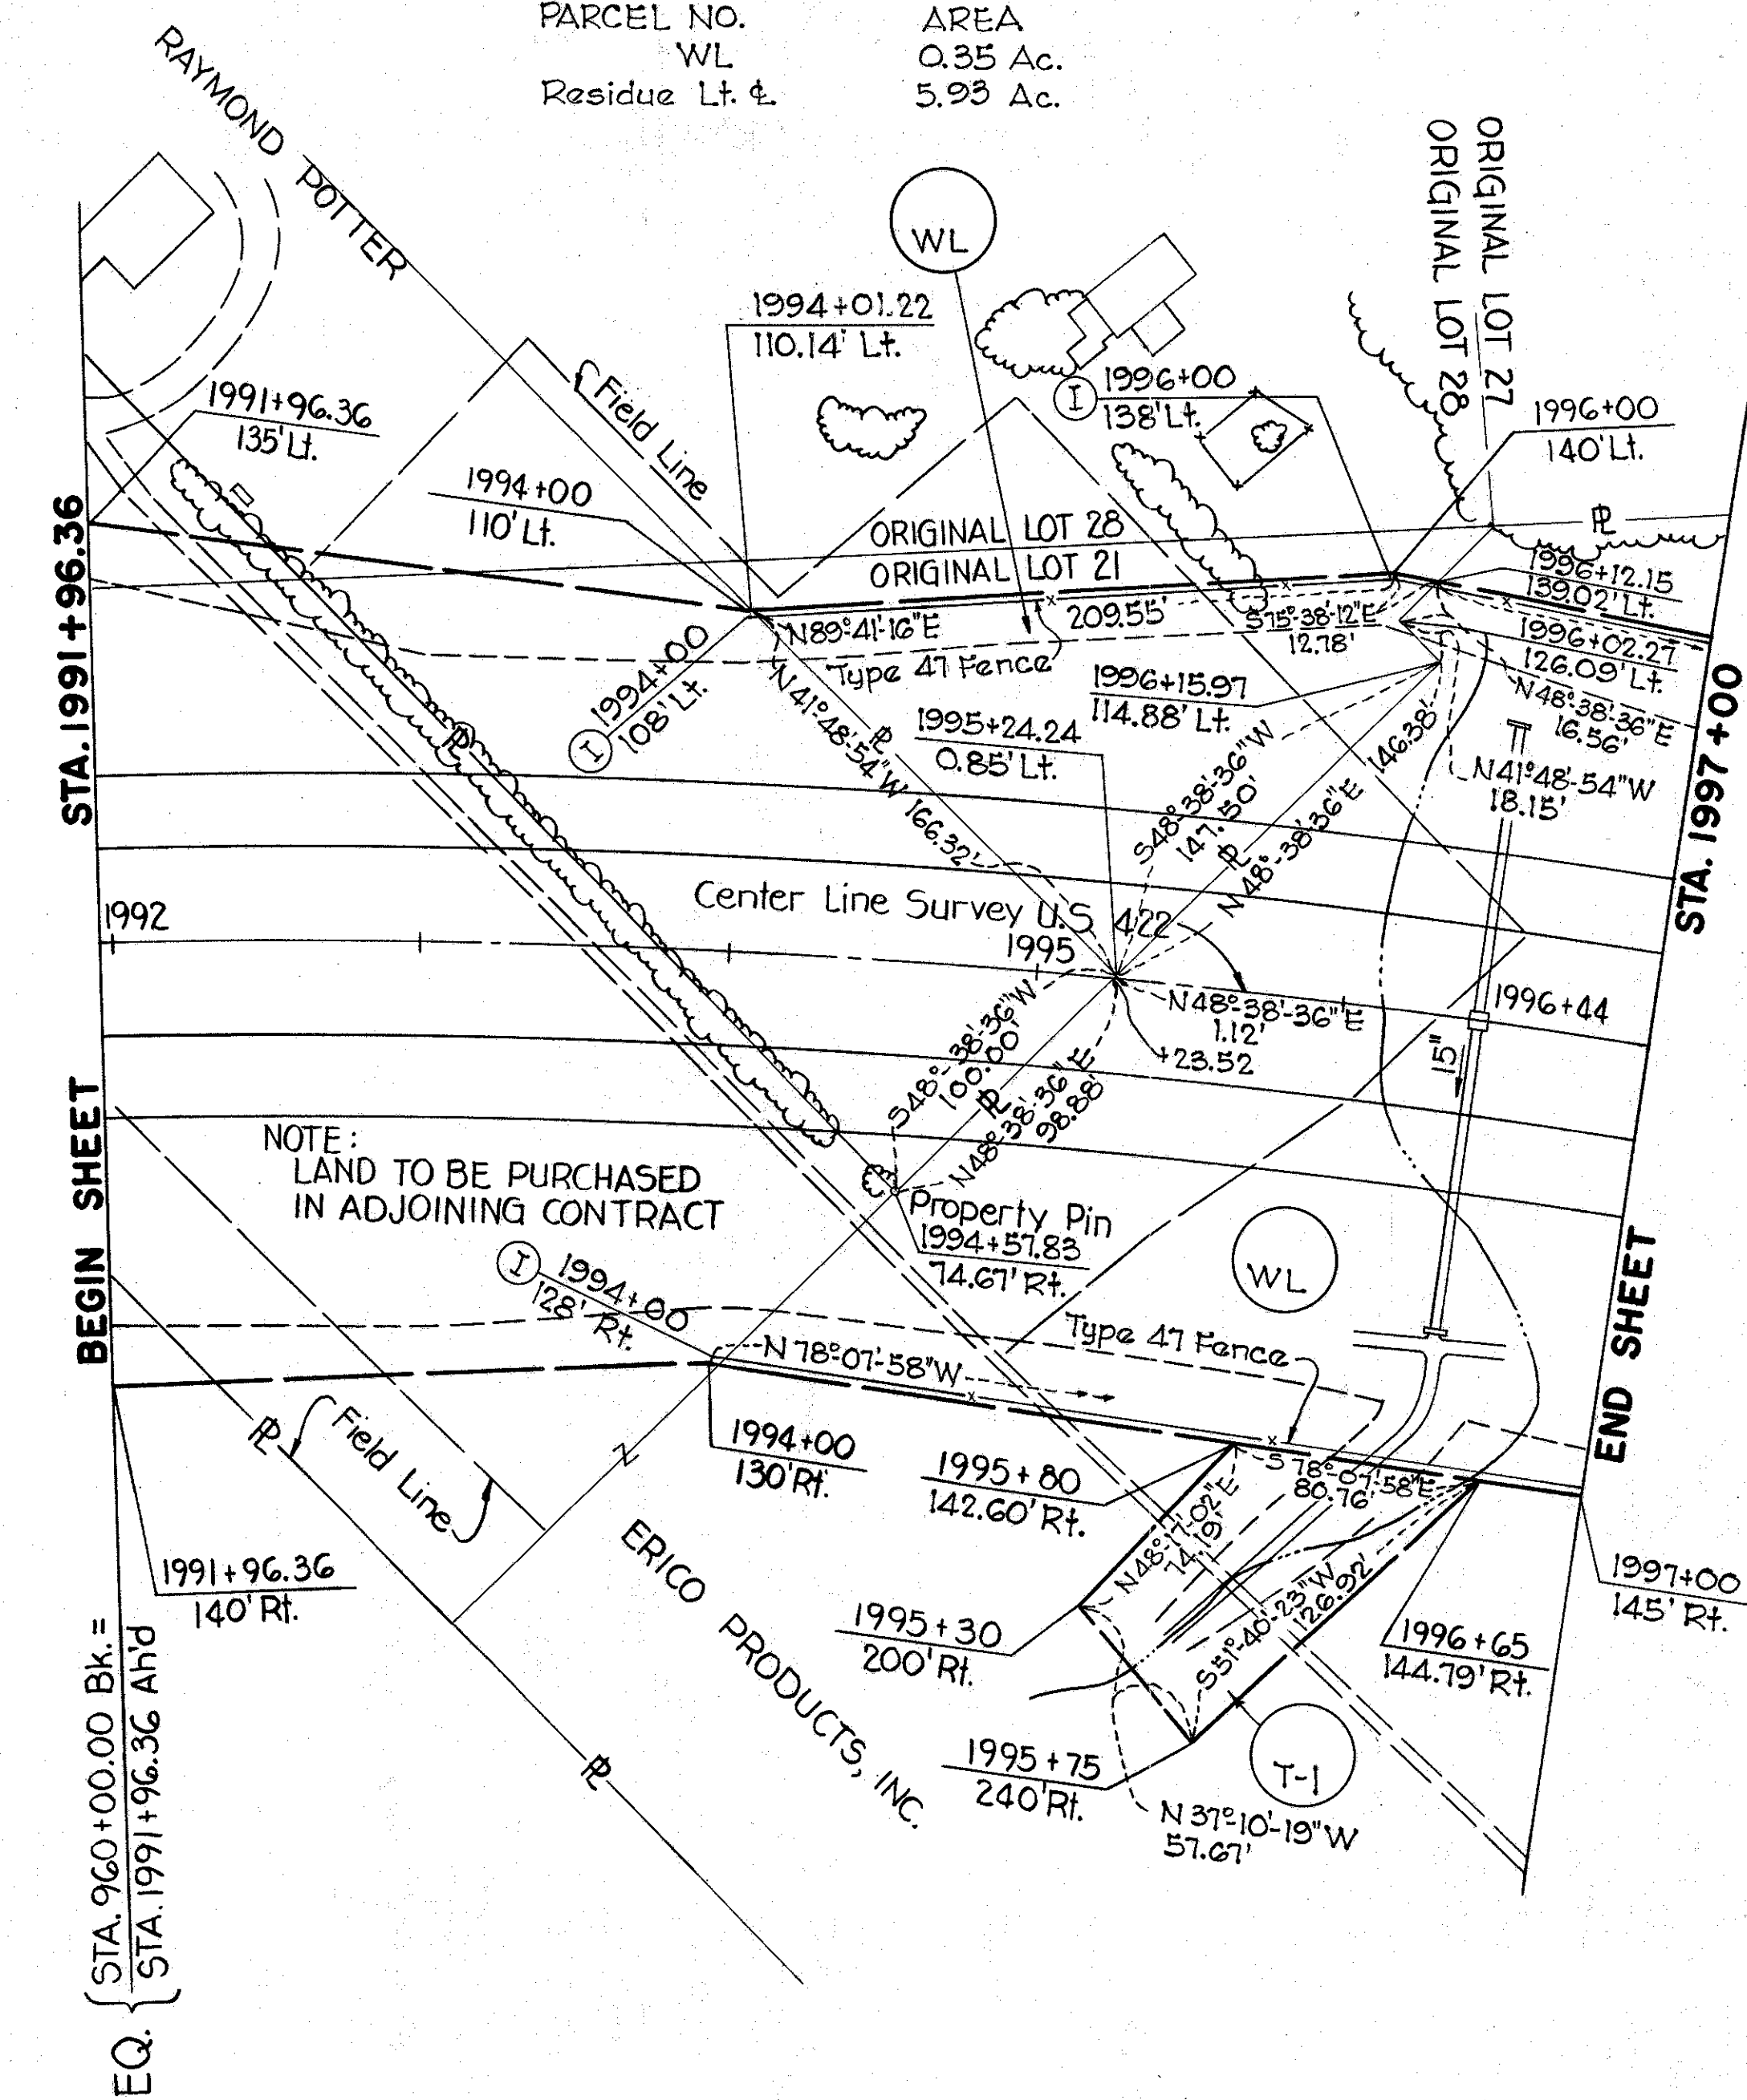 PARCEL NO. AREA
WL 0.35 Ac.
Residue Lt. ℄ 5.93 Ac.
RAYMOND POTTER
ORIGINAL LOT 27
ORIGINAL LOT 28
WL
1994+01.22
110.14' Lt.
Field Line
I
1996+00
138' Lt.
1996+00
140' Lt.
1991+96.36
135' Lt.
1994+00
110' Lt.
ORIGINAL LOT 28
ORIGINAL LOT 21
PL
STA. 1991+96.36
1996+12.15
139.02' Lt.
N89°-41'-16"E
209.55'
S75°-38'-12"E
12.78'
Type 47 Fence
1996+02.27
126.09' Lt.
I
1994+00
108' Lt.
N41°-48'-54"W 166.32'
PL
1996+15.97
114.88' Lt.
N48°-38'-36"E
16.56'
1995+24.24
0.85' Lt.
N41°48'-54"W
18.15'
STA. 1997+00
S48°-38'-36"W
147.50'
PL
N48°-38'-36"E 146.38'
PL
Center Line Survey U.S. 422
1992
1995
N48°-38'-36"E
1.12'
+23.52
1996+44
15"
S48°-38'-36"W
100.00'
PL
N48°-38'-36"E
98.88'
BEGIN SHEET
NOTE:
LAND TO BE PURCHASED
IN ADJOINING CONTRACT
Property Pin
1994+57.83
74.67' Rt.
WL
I
1994+00
128' Rt.
Type 47 Fence
N78°-07'-58"W
END SHEET
PL
Field Line
1994+00
130' Rt.
1995+80
142.60' Rt.
S78°-07'-58"E
80.76'
N48°-17'-02"E
74.19'
1991+96.36
140' Rt.
ERICO PRODUCTS, INC.
1995+30
200' Rt.
S51°-40'-23"W
126.92'
1996+65
144.79' Rt.
1997+00
145' Rt.
PL
1995+75
240' Rt.
T-1
N37°-10'-19"W
57.67'
EQ. {STA. 960+00.00 Bk. =
STA. 1991+96.36 Ah'd